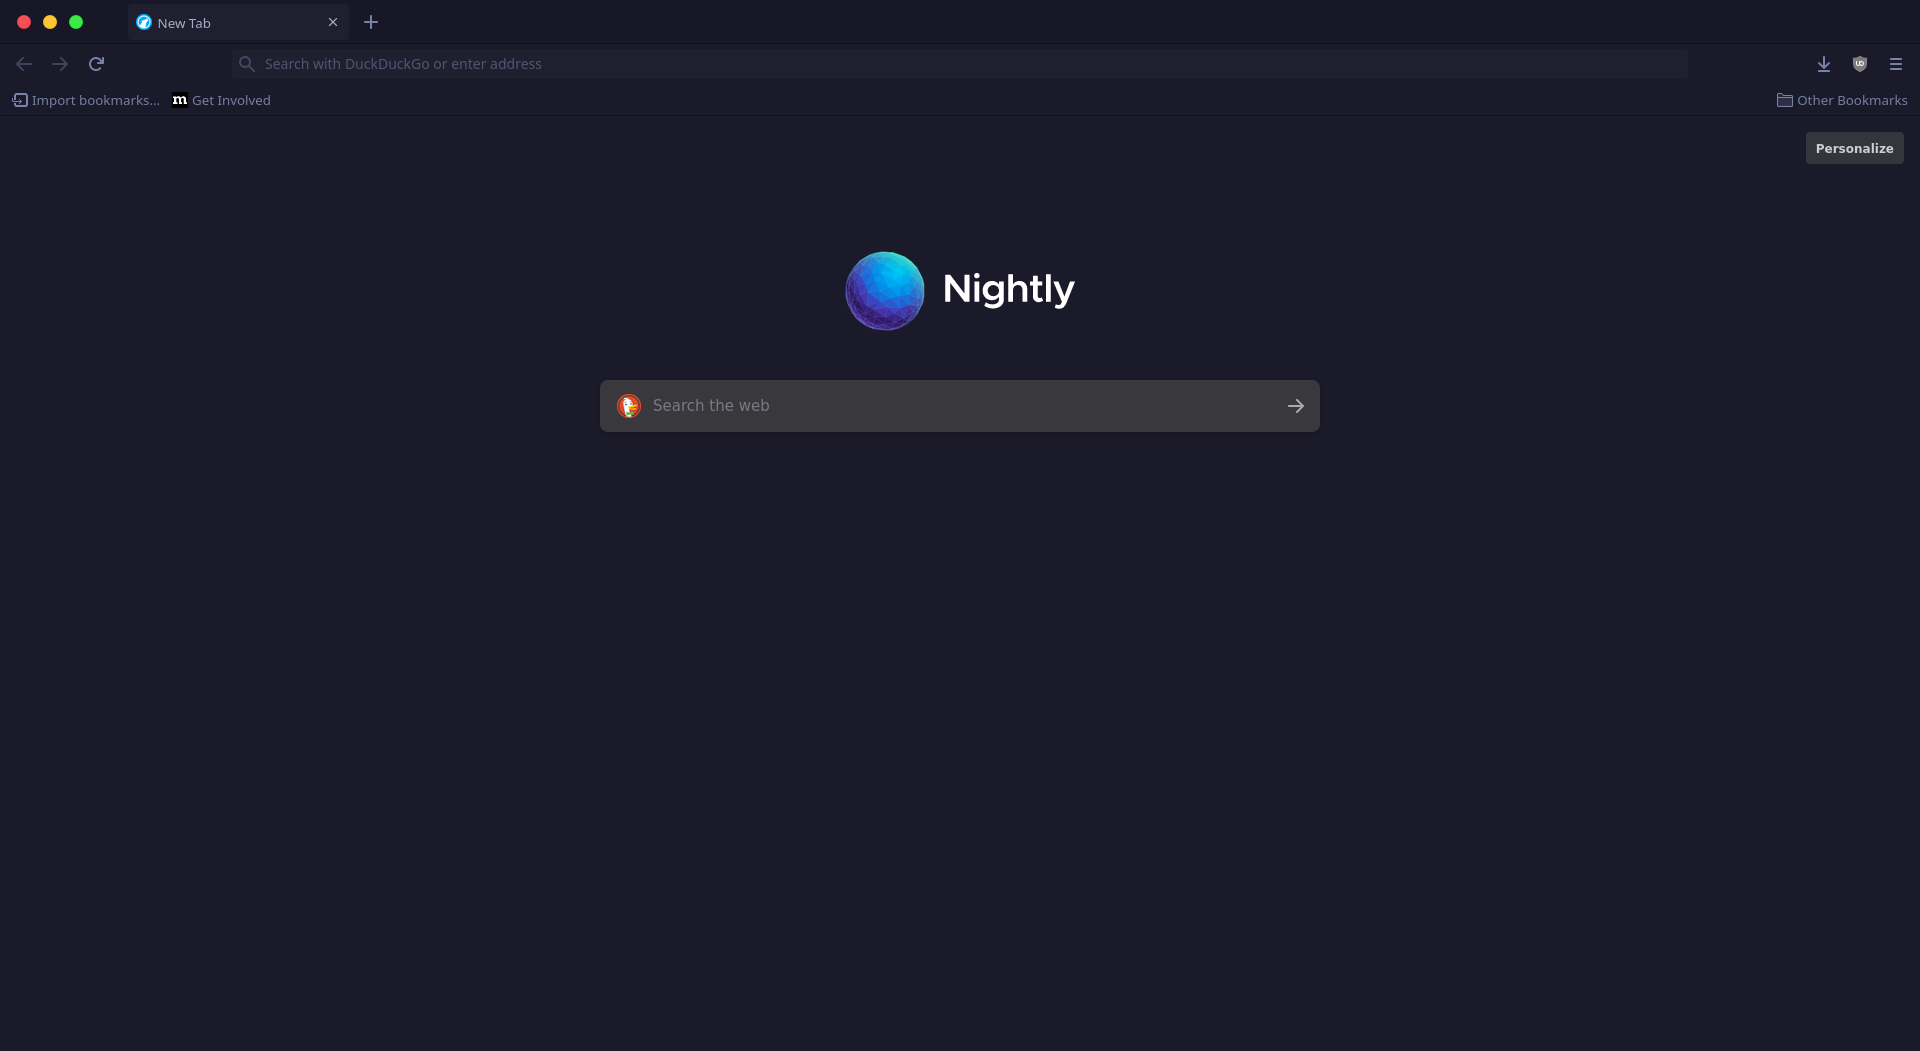 New Tab
Search with DuckDuckGo or enter address
Import bookmarks...
m Get Involved
Other Bookmarks
Personalize
Nightly
Search the web